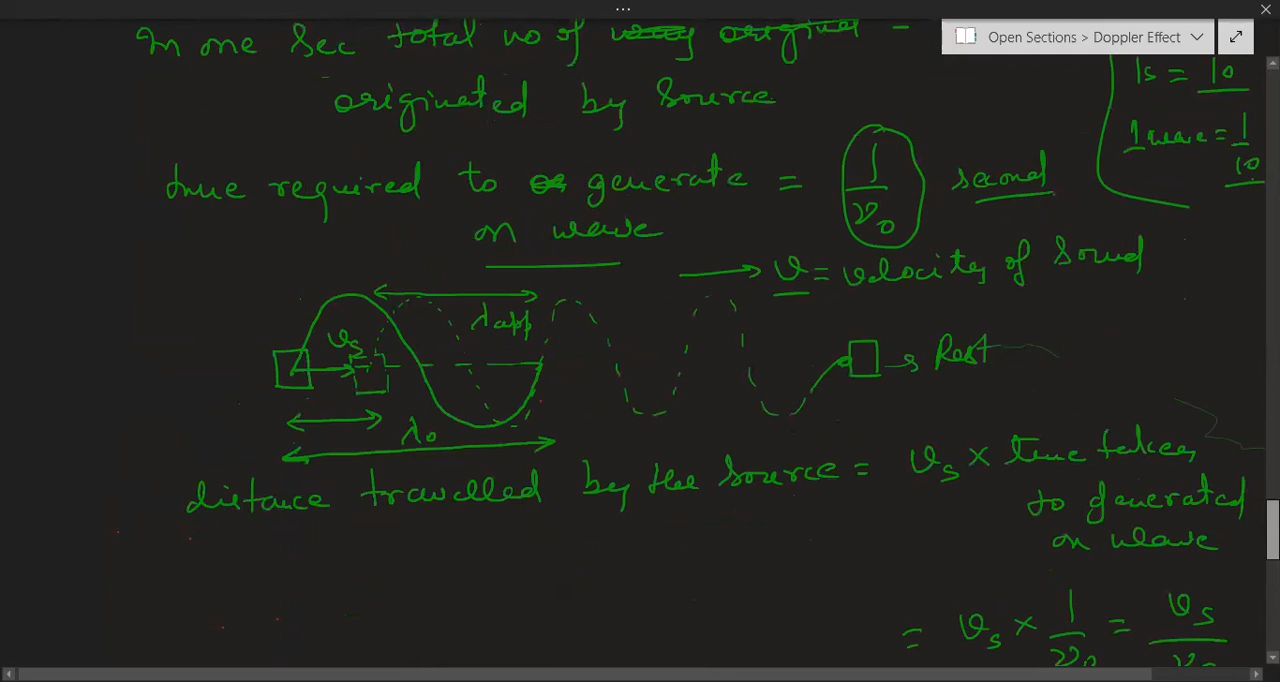 Open Sections > Doppler Effect
In one Sec total no of
originated by Source
1s = 10
1 wave = 1/10
time required to generate = 1/ν₀ second
on wave
→ v = velocity of Sound
λapp
vs
→ Rest
λ₀
distance travelled by the Source = vs × time taken
to generated
on wave
= vs × 1/ν₀ = vs/ν₀